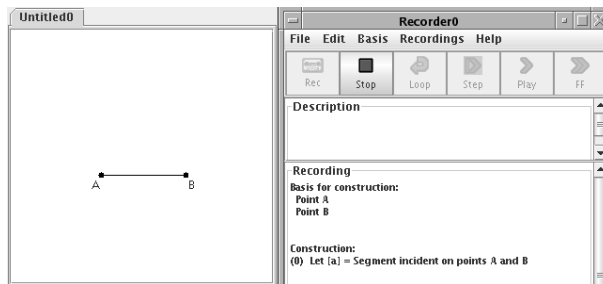 Untitled0
A B
Recorder0
File Edit Basis Recordings Help
Rec Stop Loop Step Play FF
Description
Recording
Basis for construction:
Point A
Point B
Construction:
(0) Let [a] = Segment incident on points A and B